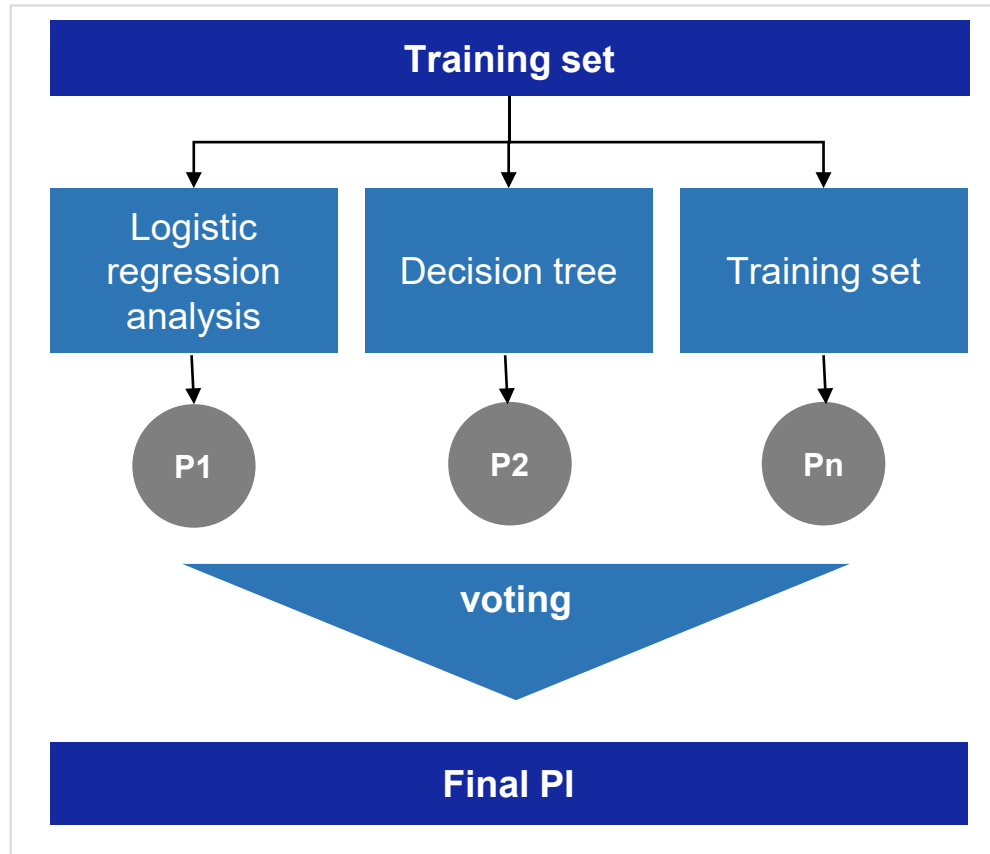 Training set
Logistic
regression
analysis
Decision tree
Training set
P1
P2
Pn
voting
Final PI